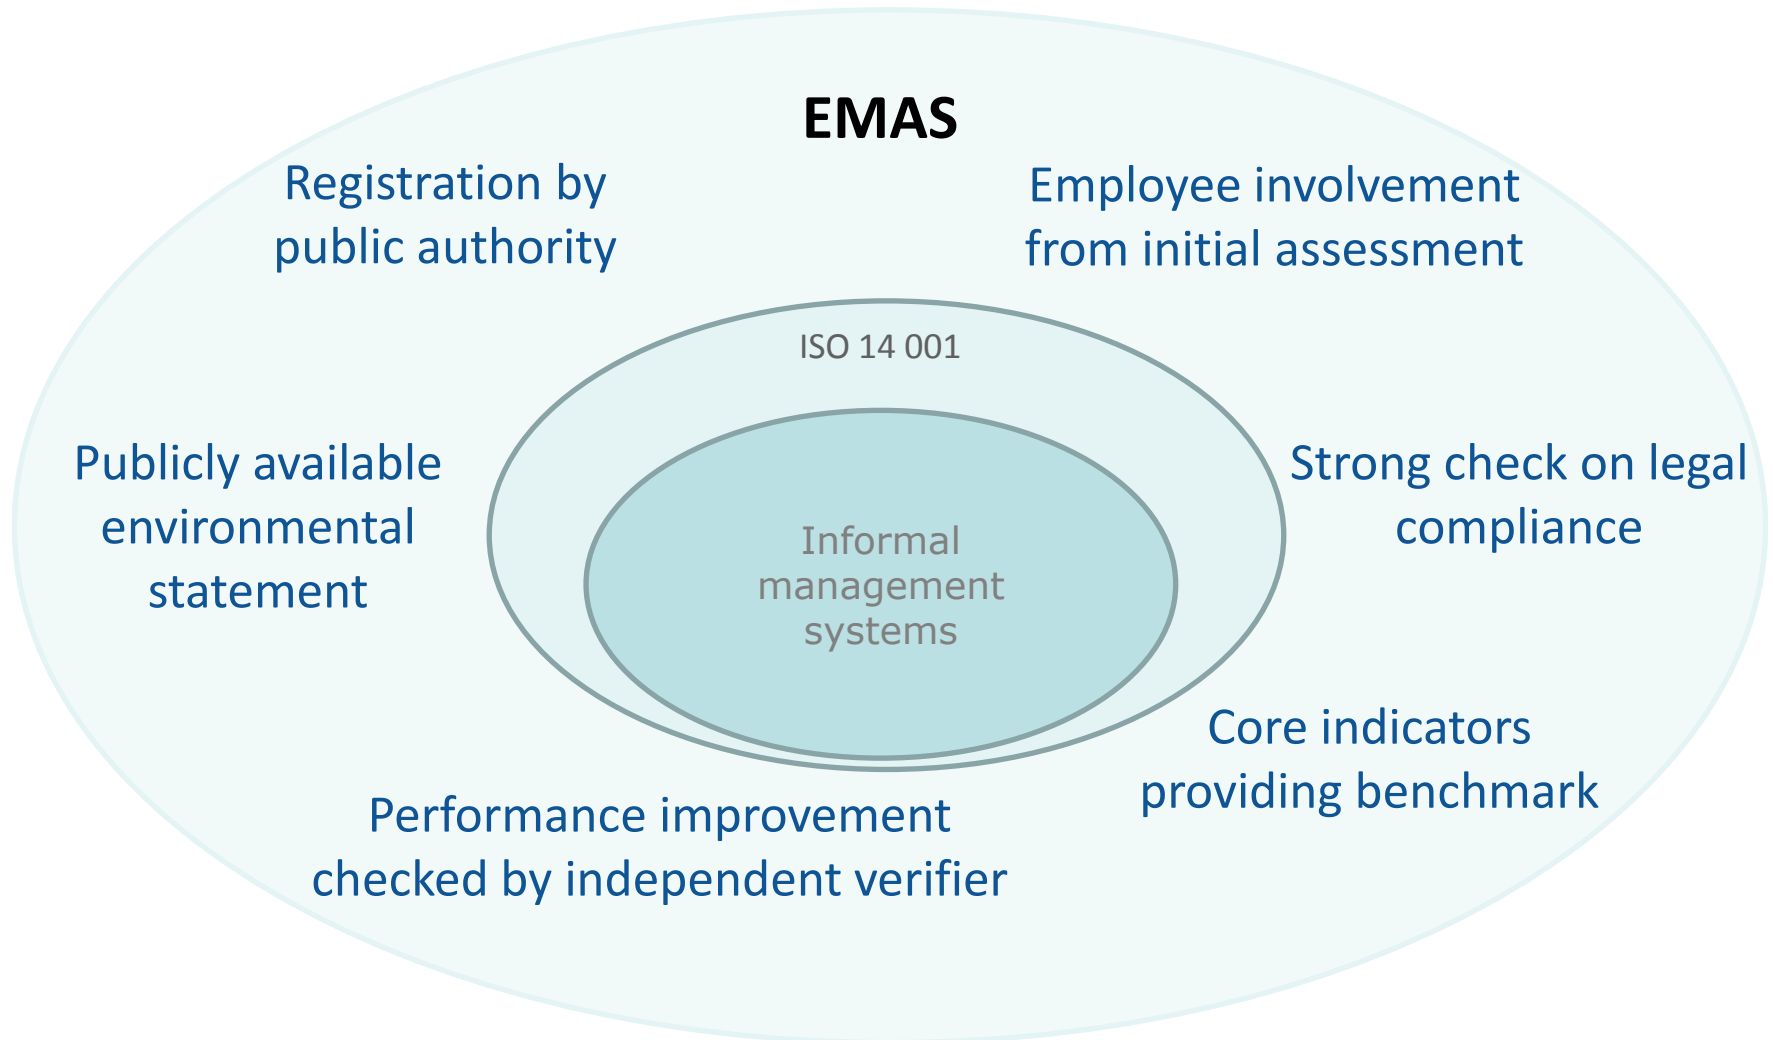 EMAS
Registration by
public authority
Employee involvement
from initial assessment
ISO 14 001
Publicly available
environmental
statement
Informal
management
systems
Strong check on legal
compliance
Core indicators
providing benchmark
Performance improvement
checked by independent verifier